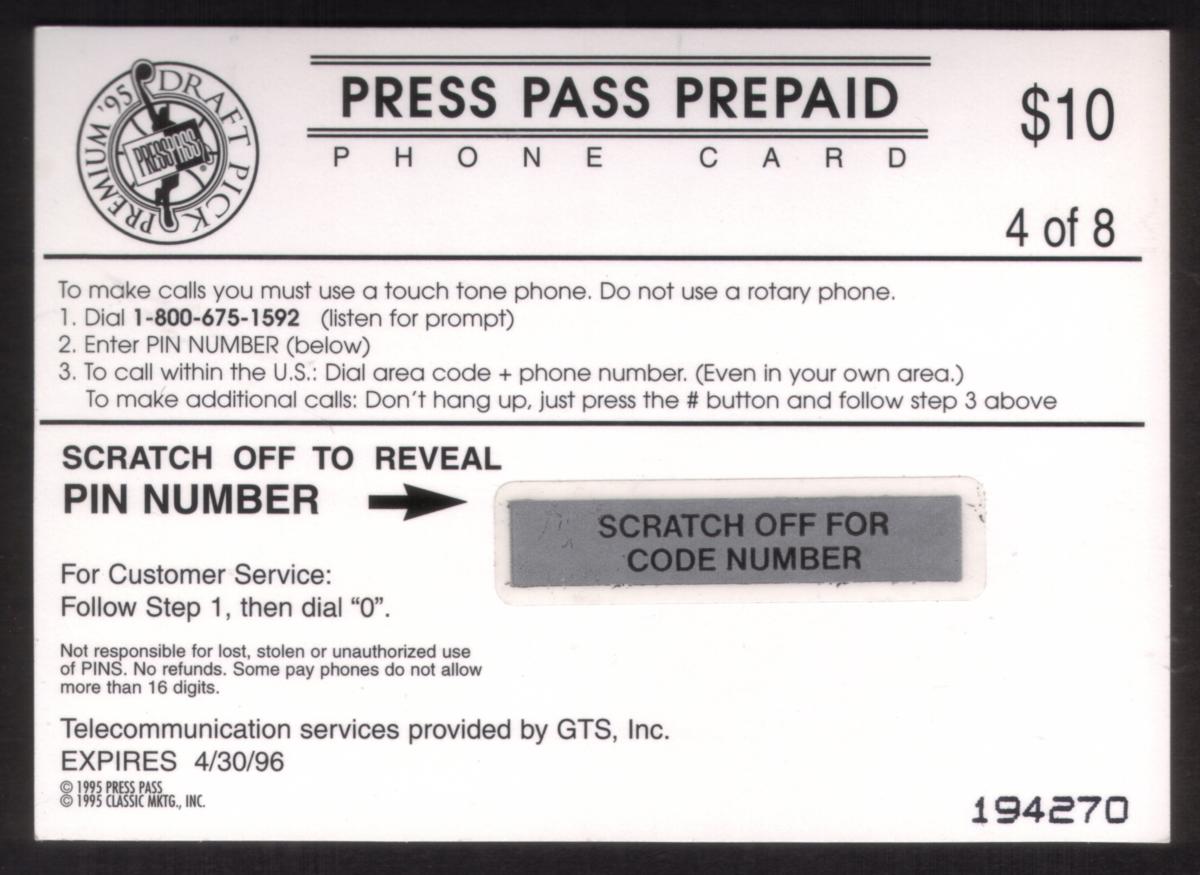 PREMIUM '95 DRAFT PICK
PRESS PASS
PRESS PASS PREPAID
PHONE CARD
$10
4 of 8
To make calls you must use a touch tone phone. Do not use a rotary phone.
1. Dial 1-800-675-1592 (listen for prompt)
2. Enter PIN NUMBER (below)
3. To call within the U.S.: Dial area code + phone number. (Even in your own area.)
To make additional calls: Don't hang up, just press the # button and follow step 3 above
SCRATCH OFF TO REVEAL
PIN NUMBER
SCRATCH OFF FOR
CODE NUMBER
For Customer Service:
Follow Step 1, then dial “0”.
Not responsible for lost, stolen or unauthorized use
of PINS. No refunds. Some pay phones do not allow
more than 16 digits.
Telecommunication services provided by GTS, Inc.
EXPIRES 4/30/96
© 1995 PRESS PASS
© 1995 CLASSIC MKTG., INC.
194270